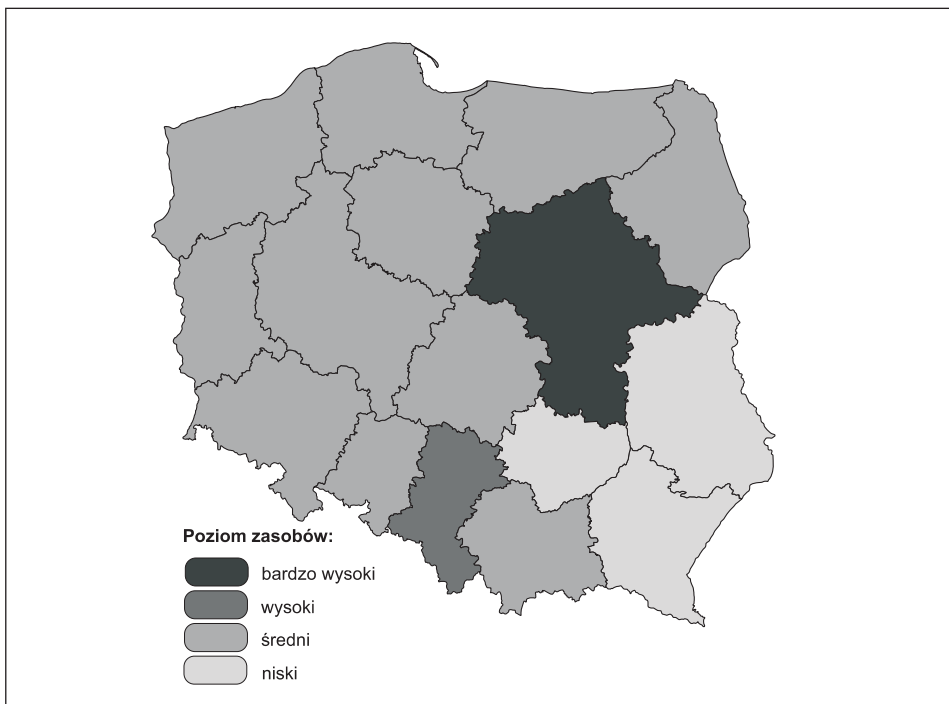 Poziom zasobów:
bardzo wysoki
wysoki
średni
niski